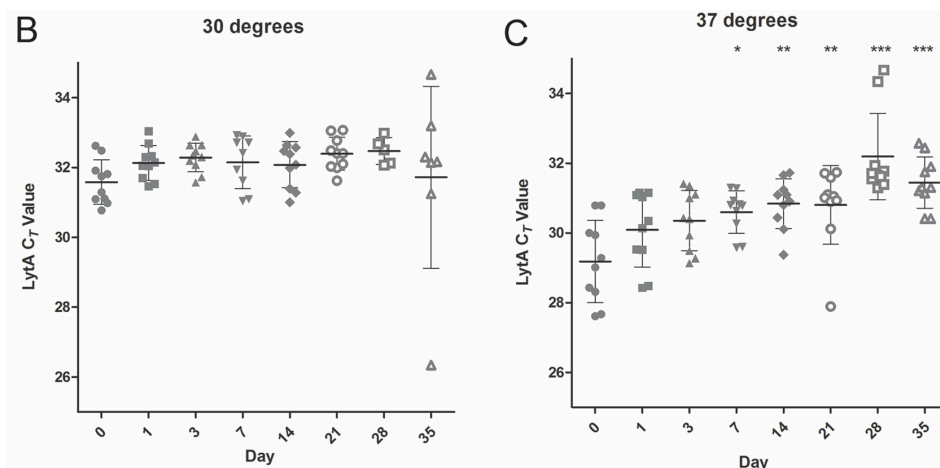 B
30 degrees
LytA CT Value
34
32
30
28
26
0 1 3 7 14 21 28 35
Day
C
37 degrees
* ** ** *** ***
LytA CT Value
34
32
30
28
26
0 1 3 7 14 21 28 35
Day